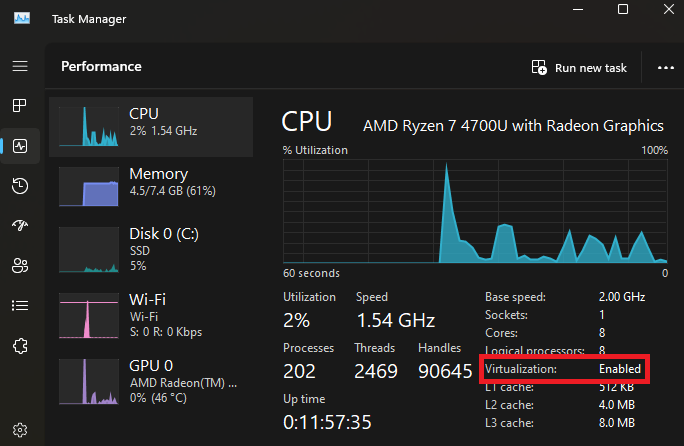 Task Manager
Performance
Run new task
CPU
2% 1.54 GHz
Memory
4.5/7.4 GB (61%)
Disk 0 (C:)
SSD
5%
Wi-Fi
Wi-Fi
S: 0 R: 0 Kbps
GPU 0
AMD Radeon(TM) ...
0% (46 °C)
CPU AMD Ryzen 7 4700U with Radeon Graphics
% Utilization 100%
60 seconds 0
Utilization Speed
2% 1.54 GHz
Processes Threads Handles
202 2469 90645
Up time
0:11:57:35
Base speed: 2.00 GHz
Sockets: 1
Cores: 8
Logical processors: 8
Virtualization: Enabled
L1 cache: 512 KB
L2 cache: 4.0 MB
L3 cache: 8.0 MB